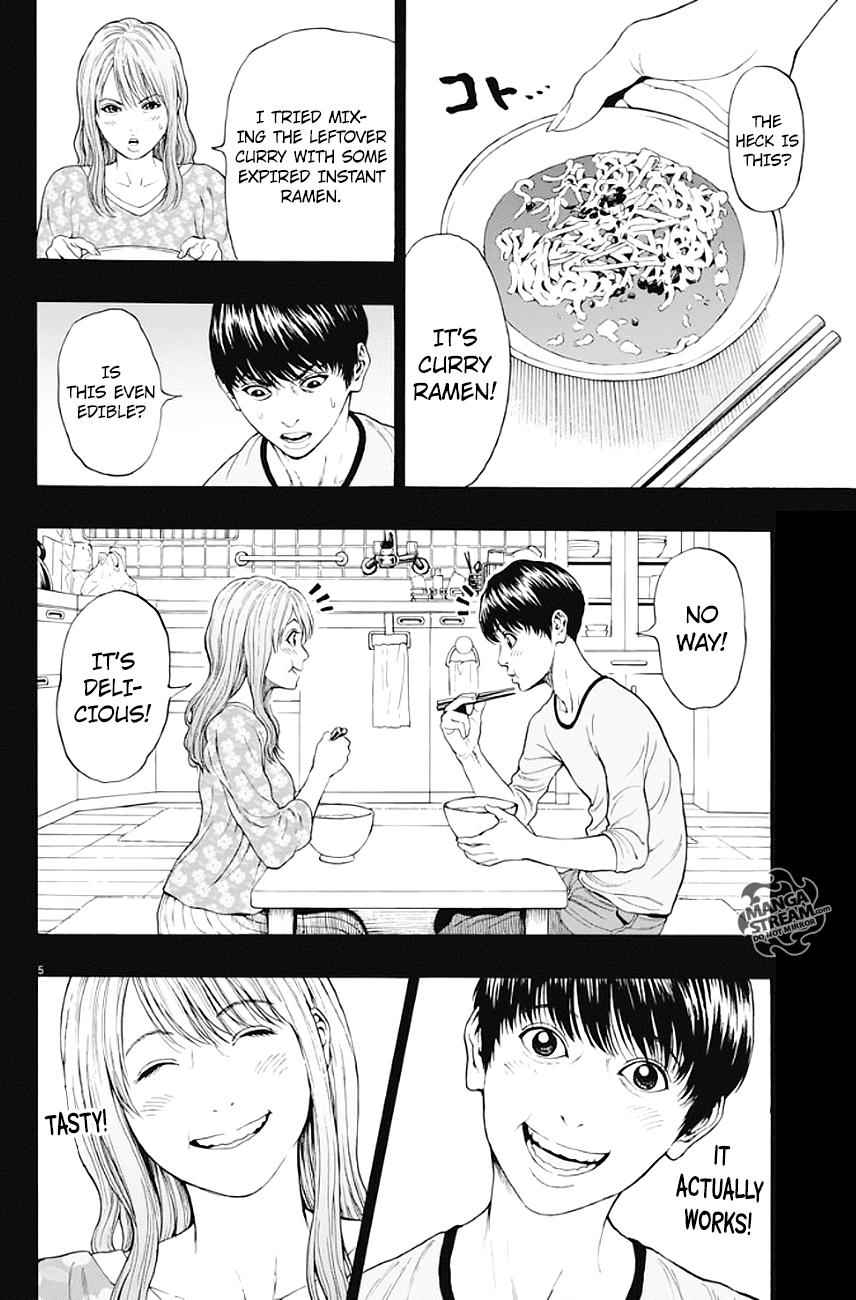 THE
HECK IS
THIS?
コト…
IT'S
CURRY
RAMEN!
I TRIED MIX-
ING THE LEFTOVER
CURRY WITH SOME
EXPIRED INSTANT
RAMEN.
IS
THIS EVEN
EDIBLE?
NO
WAY!
IT'S
DELI-
CIOUS!
MANGA
STREAM.com
DO NOT MIRROR
5
IT
ACTUALLY
WORKS!
TASTY!